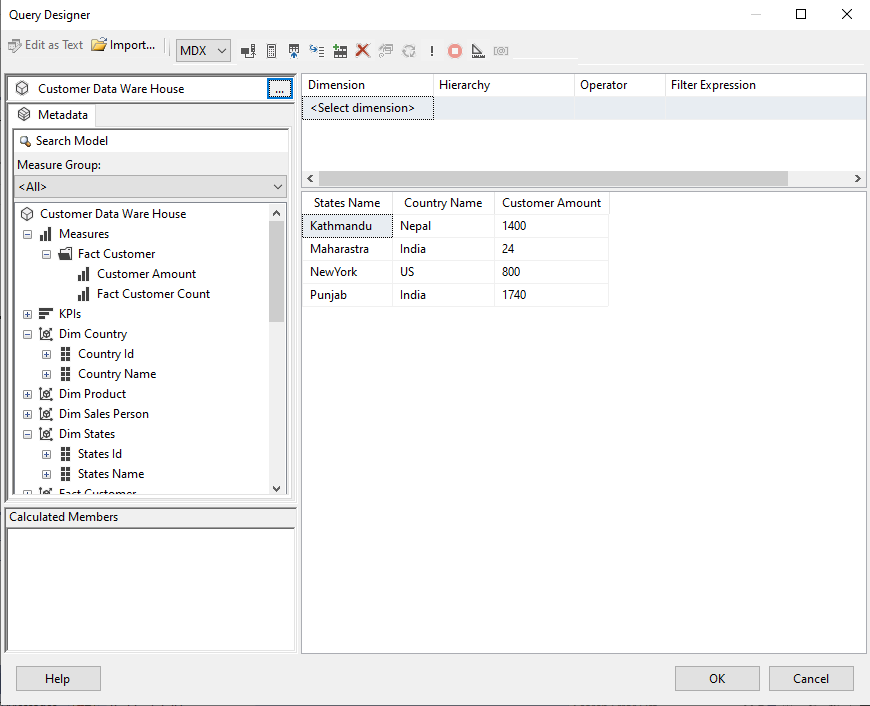 Query Designer
Edit as Text Import... MDX
Customer Data Ware House ...
Metadata
Search Model
Measure Group:
<All>
Customer Data Ware House
Measures
Fact Customer
Customer Amount
Fact Customer Count
KPIs
Dim Country
Country Id
Country Name
Dim Product
Dim Sales Person
Dim States
States Id
States Name
Fact Customer
Calculated Members
Dimension Hierarchy Operator Filter Expression
<Select dimension>
States Name Country Name Customer Amount
Kathmandu Nepal 1400
Maharastra India 24
NewYork US 800
Punjab India 1740
Help OK Cancel